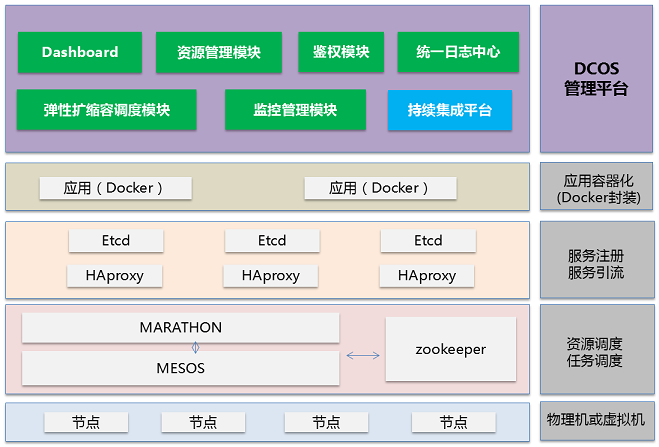 Dashboard
资源管理模块
鉴权模块
统一日志中心
弹性扩缩容调度模块
监控管理模块
持续集成平台
DCOS
管理平台
应用（Docker）
应用（Docker）
应用容器化
(Docker封装)
Etcd
Etcd
Etcd
HAproxy
HAproxy
HAproxy
服务注册
服务引流
MARATHON
MESOS
zookeeper
资源调度
任务调度
节点
节点
节点
节点
物理机或虚拟机